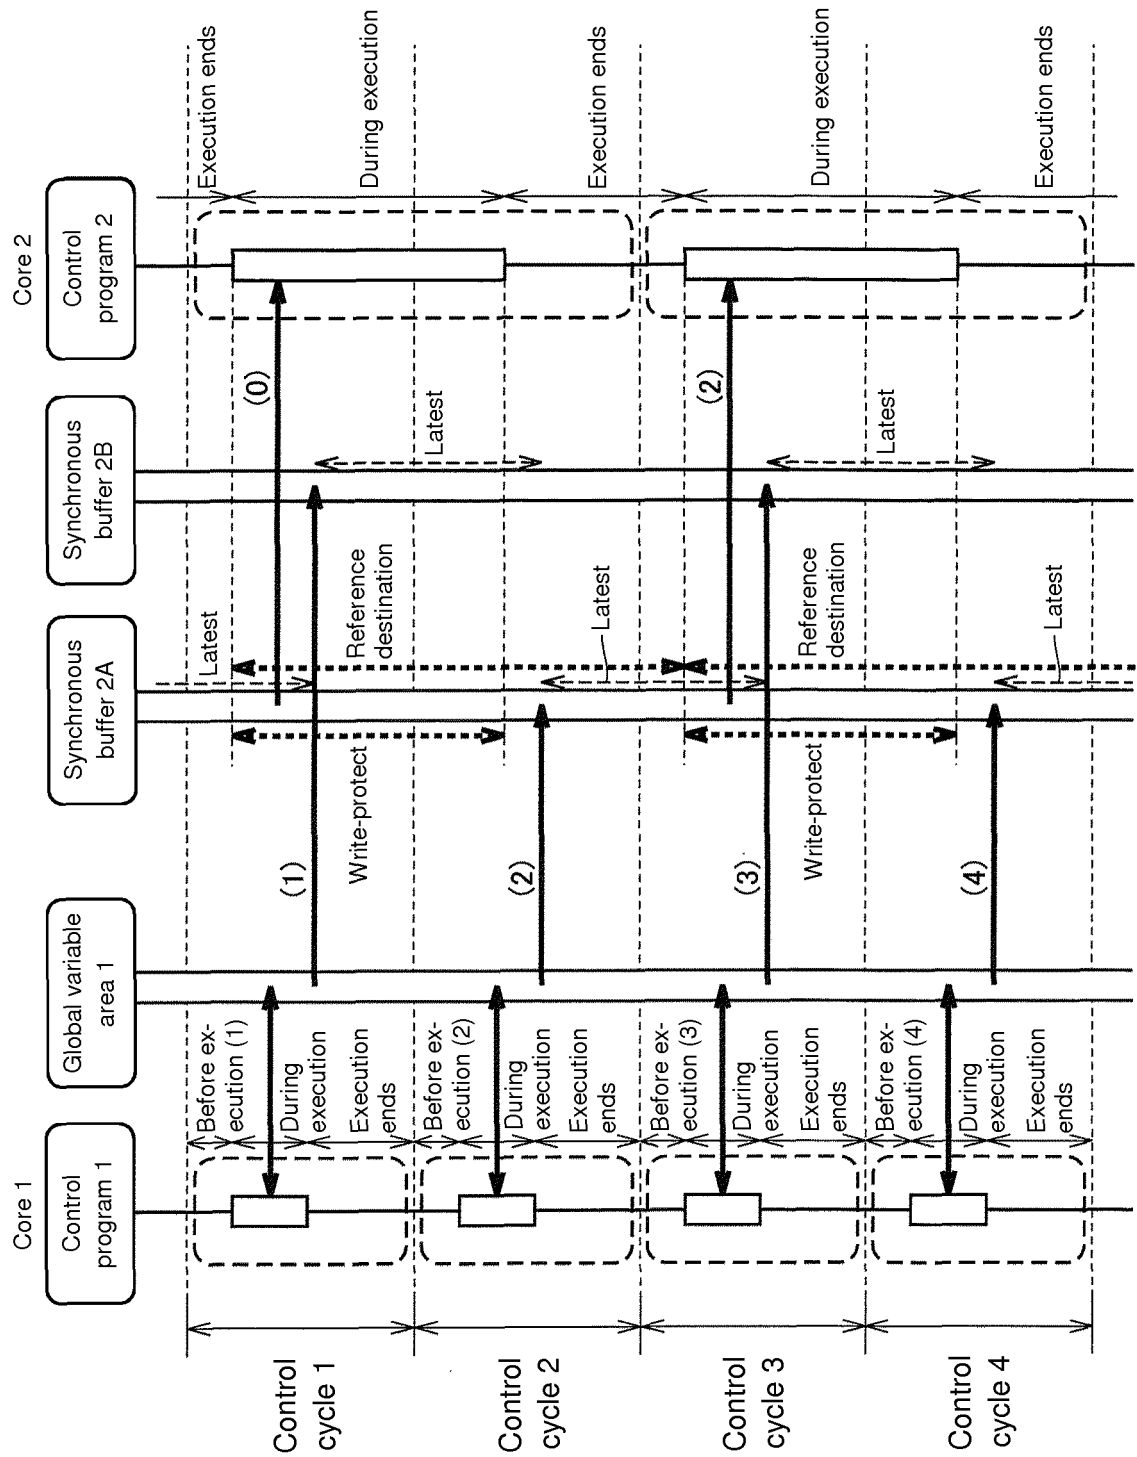 Core 1
Core 2
Control
program 1
Global variable
area 1
Synchronous
buffer 2A
Synchronous
buffer 2B
Control
program 2
Control
cycle 1
Before ex-
ecution (1)
During
execution
Execution
ends
(1)
Write-protect
Latest
Reference
destination
(0)
Latest
Execution ends
During execution
Control
cycle 2
Before ex-
ecution (2)
During
execution
Execution
ends
(2)
Latest
Execution ends
Control
cycle 3
Before ex-
ecution (3)
During
execution
Execution
ends
(3)
Write-protect
Reference
destination
(2)
Latest
During execution
Control
cycle 4
Before ex-
ecution (4)
During
execution
Execution
ends
(4)
Latest
Execution ends